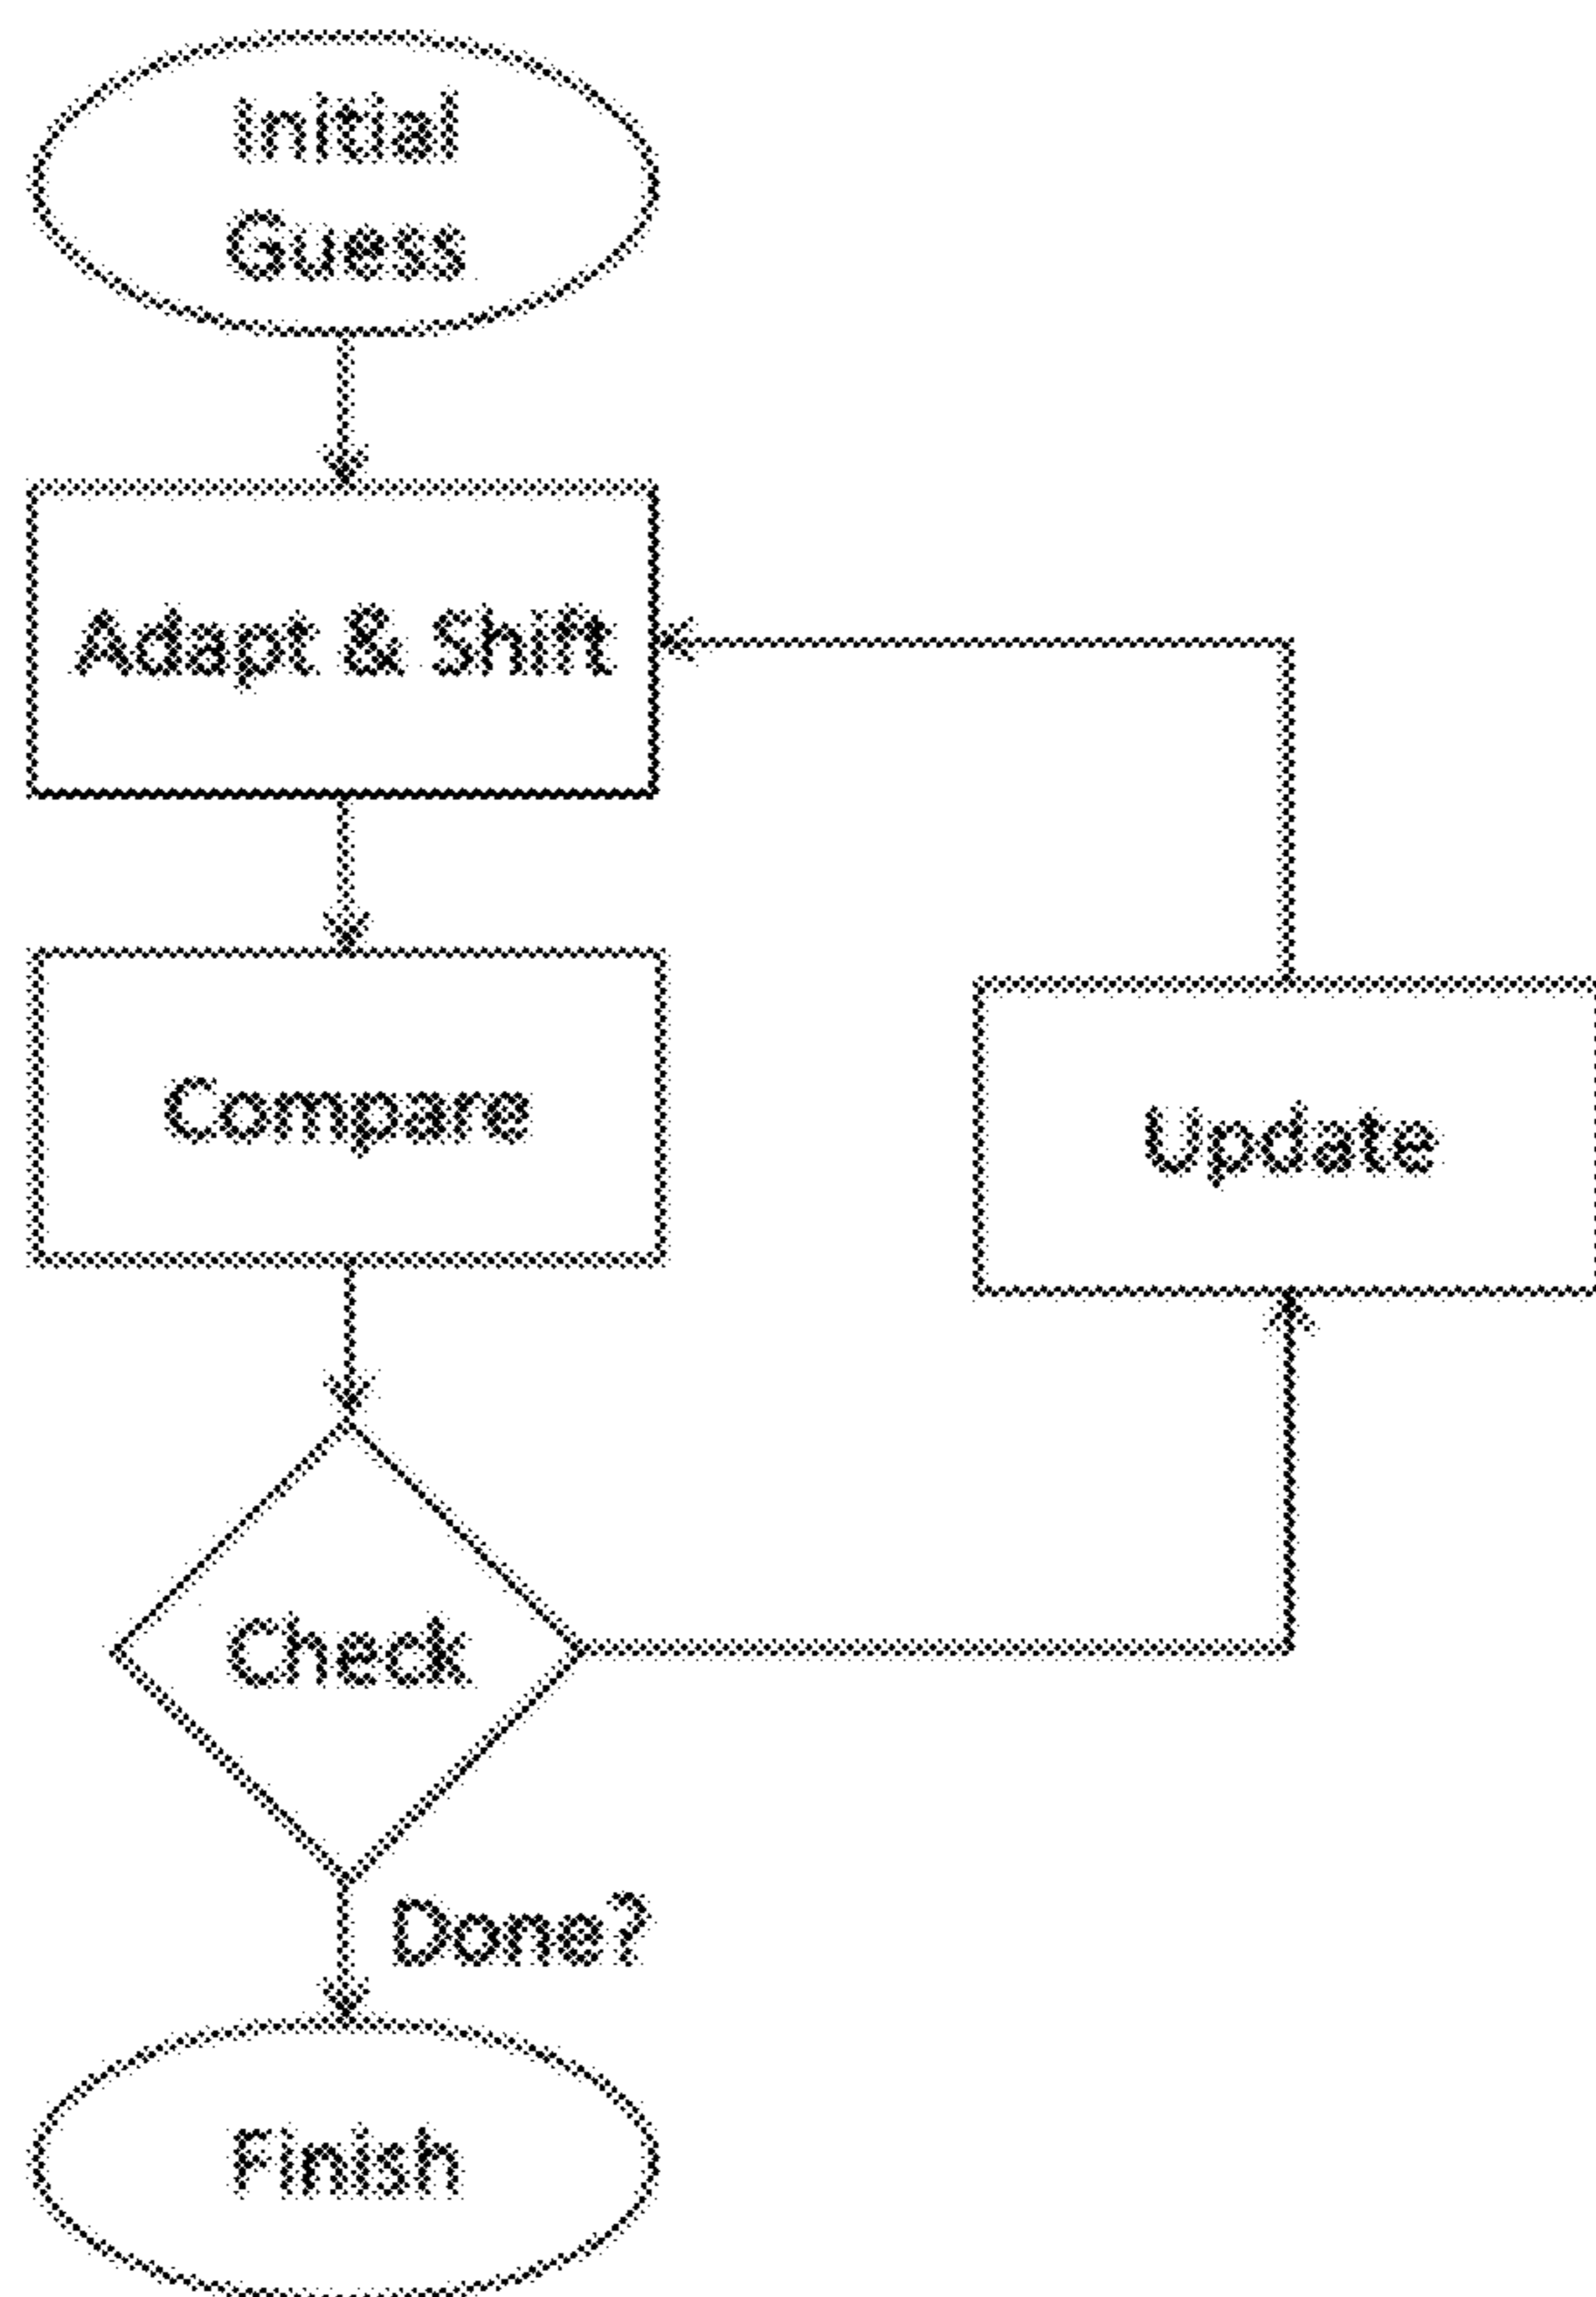 Initial
Guess
Adapt & Shift
Compare
Update
Check
Done?
Finish